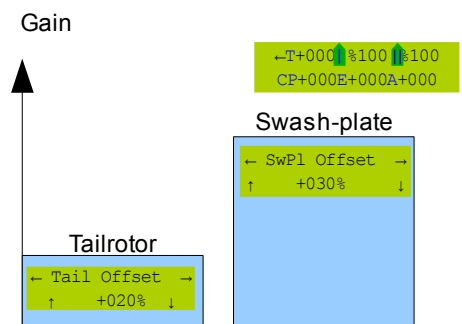 Gain
←T+000|%100||%100
CP+000E+000A+000
Swash-plate
← SwPl Offset →
↑ +030% ↓
Tailrotor
← Tail Offset →
↑ +020% ↓